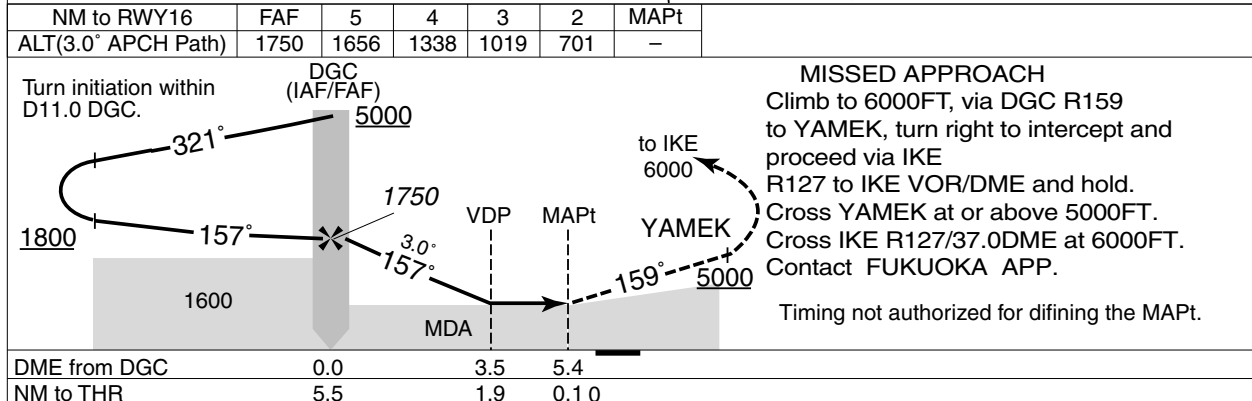 NM to RWY16 FAF 5 4 3 2 MAPt
ALT(3.0° APCH Path) 1750 1656 1338 1019 701 –
Turn initiation within
D11.0 DGC.
DGC
(IAF/FAF)
5000
321°
1800
157°
1750
3.0°
157°
1600
VDP
MAPt
MDA
to IKE
6000
YAMEK
159°
5000
MISSED APPROACH
Climb to 6000FT, via DGC R159
to YAMEK, turn right to intercept and
proceed via IKE
R127 to IKE VOR/DME and hold.
Cross YAMEK at or above 5000FT.
Cross IKE R127/37.0DME at 6000FT.
Contact FUKUOKA APP.
Timing not authorized for difining the MAPt.
DME from DGC 0.0 3.5 5.4
NM to THR 5.5 1.9 0.1 0